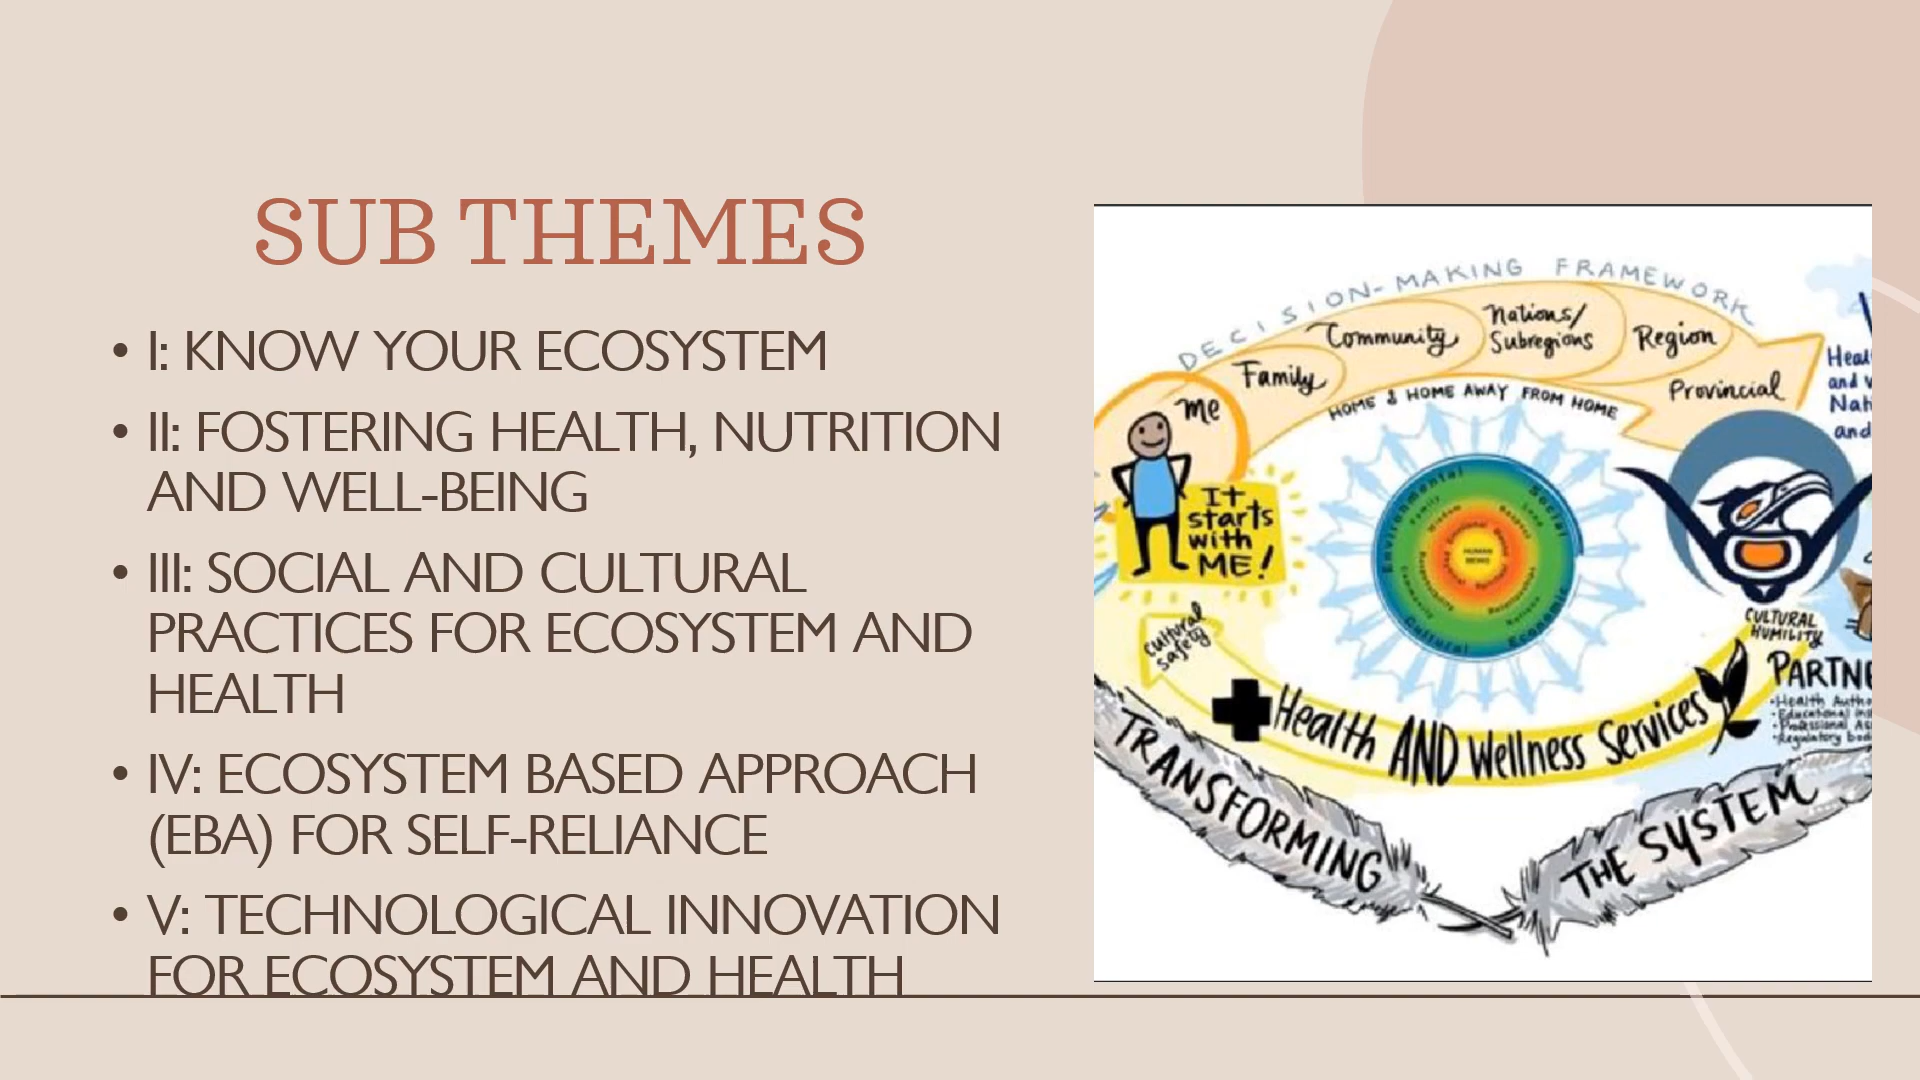 SUB THEMES
• I: KNOW YOUR ECOSYSTEM
• II: FOSTERING HEALTH, NUTRITION
AND WELL-BEING
• III: SOCIAL AND CULTURAL
PRACTICES FOR ECOSYSTEM AND
HEALTH
• IV: ECOSYSTEM BASED APPROACH
(EBA) FOR SELF-RELIANCE
• V: TECHNOLOGICAL INNOVATION
FOR ECOSYSTEM AND HEALTH
DECISION-MAKING FRAMEWORK
Me
Family
Community
Nations/
Subregions
Region
Provincial
HOME & HOME AWAY FROM HOME
It
starts
with
ME!
Environmental
Social
Cultural
Economic
HUMAN
BEING
cultural
safety
CULTURAL
HUMILITY
Health AND Wellness Services
TRANSFORMING
THE SYSTEM
and